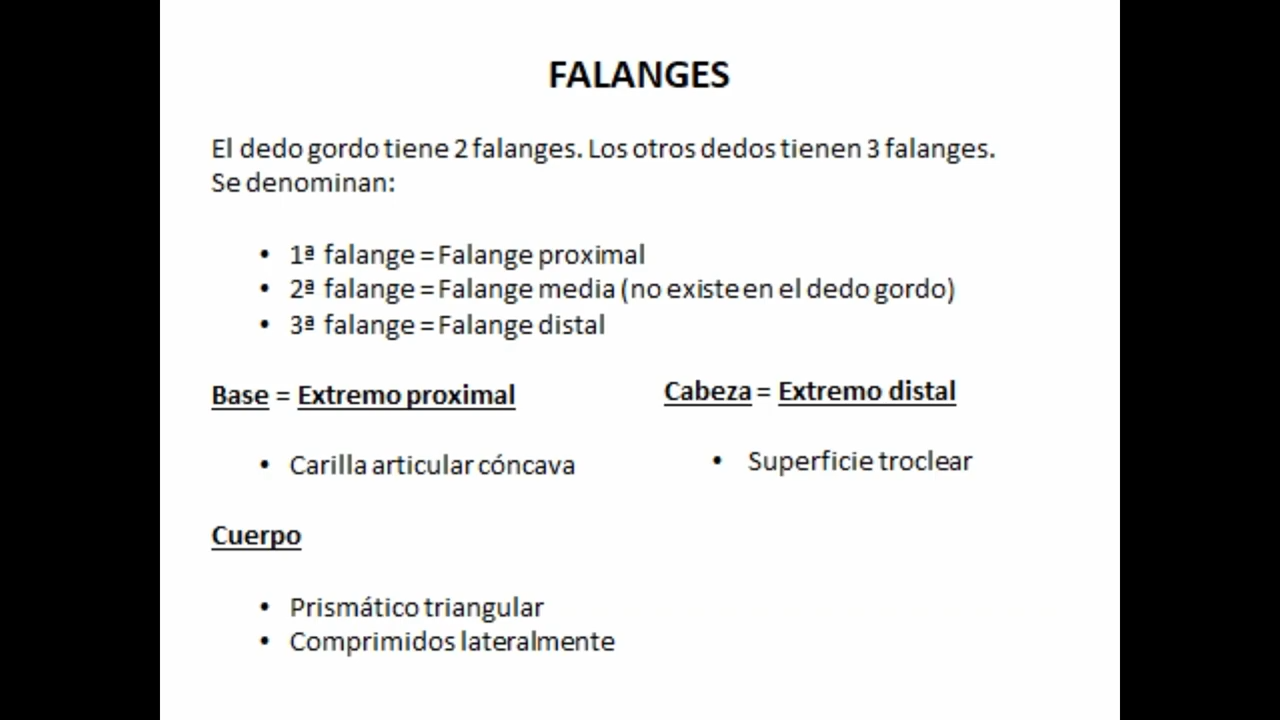 FALANGES
El dedo gordo tiene 2 falanges. Los otros dedos tienen 3 falanges.
Se denominan:
• 1ª falange = Falange proximal
• 2ª falange = Falange media (no existe en el dedo gordo)
• 3ª falange = Falange distal
Base = Extremo proximal
Cabeza = Extremo distal
• Carilla articular cóncava
• Superficie troclear
Cuerpo
• Prismático triangular
• Comprimidos lateralmente